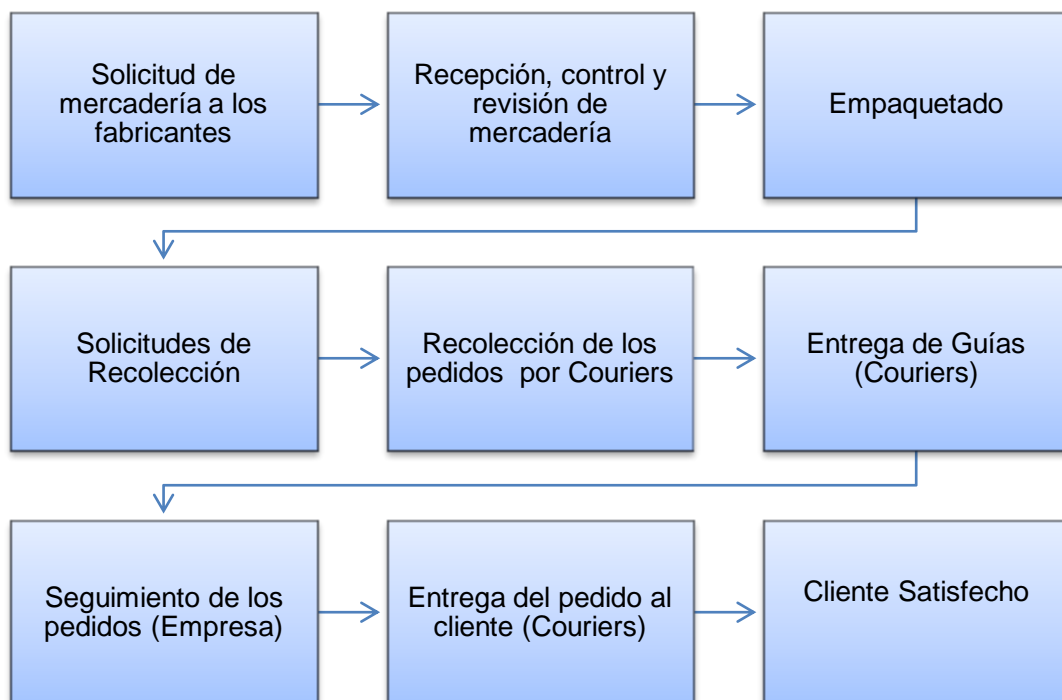 Solicitud de
mercadería a los
fabricantes
Recepción, control y
revisión de
mercadería
Empaquetado
Solicitudes de
Recolección
Recolección de los
pedidos  por Couriers
Entrega de Guías
(Couriers)
Seguimiento de los
pedidos (Empresa)
Entrega del pedido al
cliente (Couriers)
Cliente Satisfecho